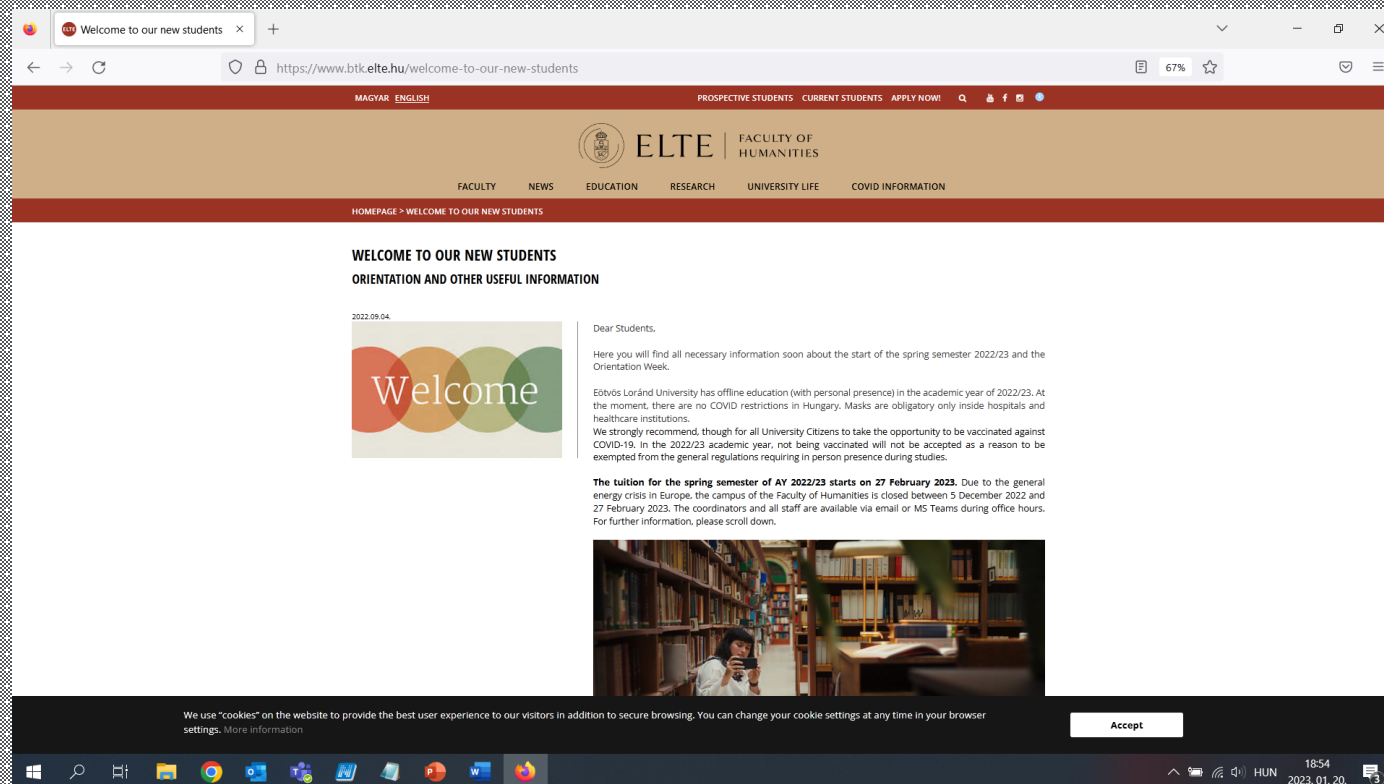 Welcome to our new students
https://www.btk.elte.hu/welcome-to-our-new-students
67%
MAGYAR ENGLISH
PROSPECTIVE STUDENTS CURRENT STUDENTS APPLY NOW!
ELTE FACULTY OF
HUMANITIES
FACULTY NEWS EDUCATION RESEARCH UNIVERSITY LIFE COVID INFORMATION
HOMEPAGE > WELCOME TO OUR NEW STUDENTS
WELCOME TO OUR NEW STUDENTS
ORIENTATION AND OTHER USEFUL INFORMATION
2022.09.04.
Welcome
Dear Students,
Here you will find all necessary information soon about the start of the spring semester 2022/23 and the
Orientation Week.
Eötvös Loránd University has offline education (with personal presence) in the academic year of 2022/23. At
the moment, there are no COVID restrictions in Hungary. Masks are obligatory only inside hospitals and
healthcare institutions.
We strongly recommend, though for all University Citizens to take the opportunity to be vaccinated against
COVID-19. In the 2022/23 academic year, not being vaccinated will not be accepted as a reason to be
exempted from the general regulations requiring in person presence during studies.
The tuition for the spring semester of AY 2022/23 starts on 27 February 2023. Due to the general
energy crisis in Europe, the campus of the Faculty of Humanities is closed between 5 December 2022 and
27 February 2023. The coordinators and all staff are available via email or MS Teams during office hours.
For further information, please scroll down.
We use "cookies" on the website to provide the best user experience to our visitors in addition to secure browsing. You can change your cookie settings at any time in your browser
settings. More information
Accept
HUN
18:54
2023. 01. 20.
3